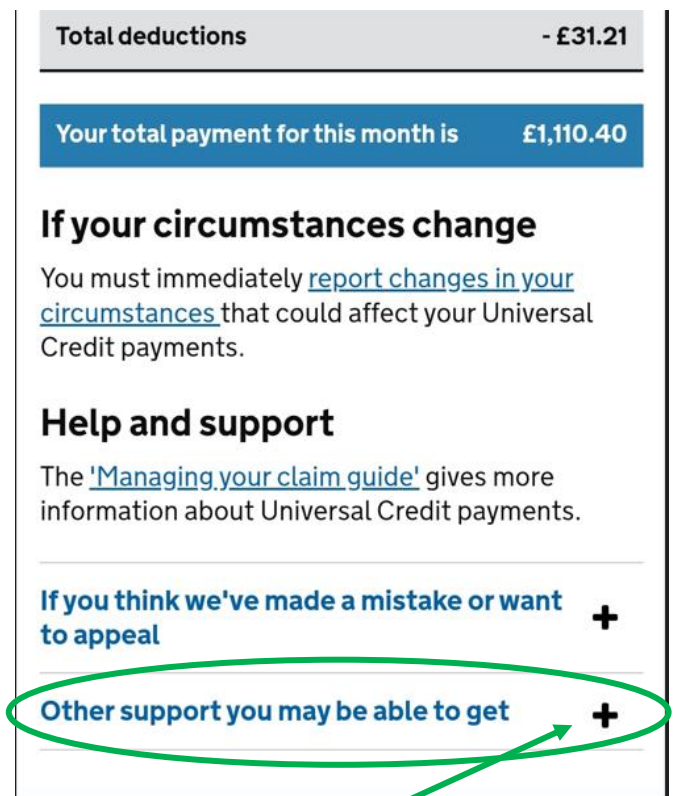 Total deductions - £31.21
Your total payment for this month is £1,110.40
If your circumstances change
You must immediately report changes in your
circumstances that could affect your Universal
Credit payments.
Help and support
The 'Managing your claim guide' gives more
information about Universal Credit payments.
If you think we've made a mistake or want
to appeal
Other support you may be able to get